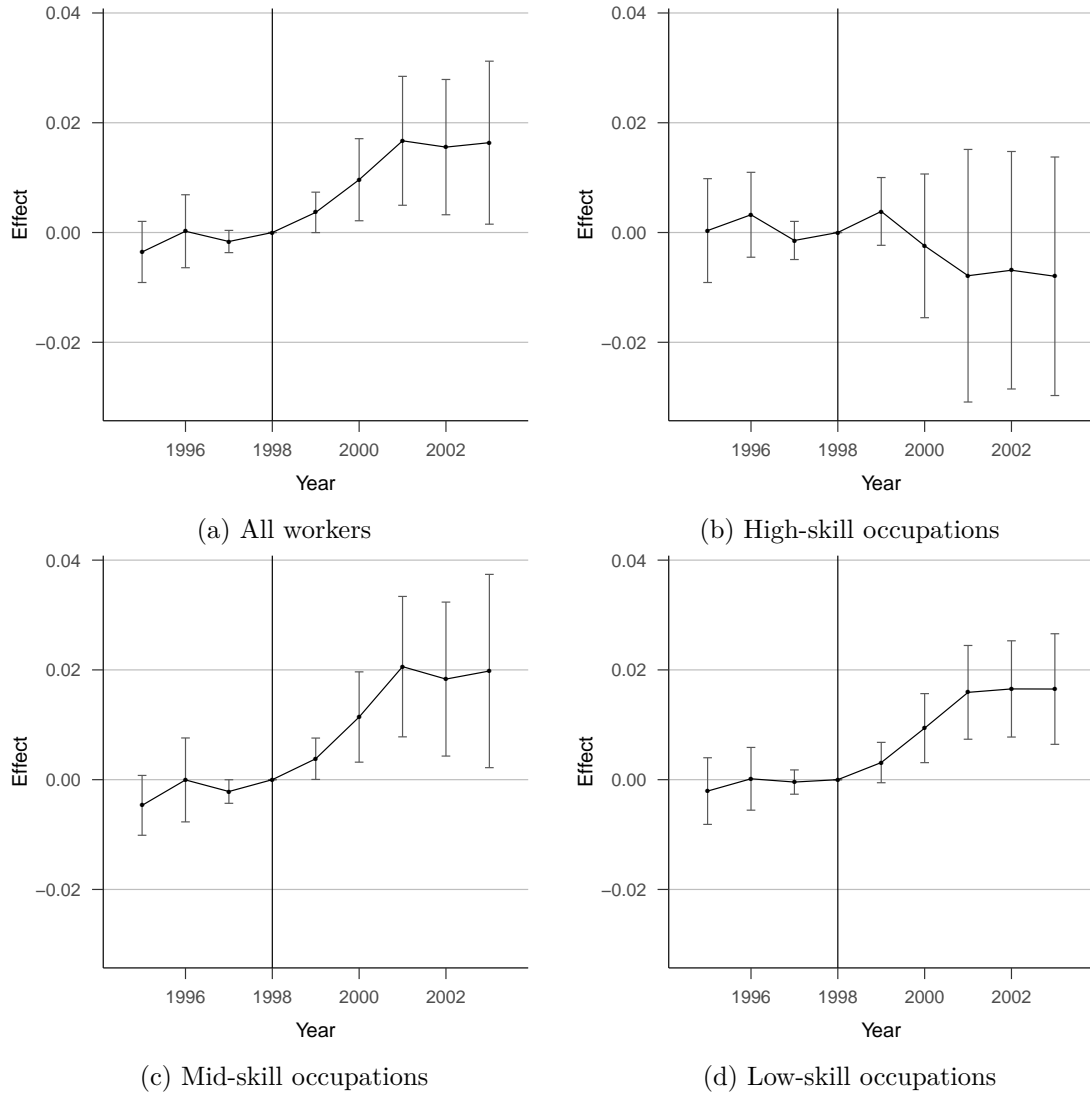 0.04
0.02
0.00
−0.02
Effect
1996 1998 2000 2002
Year
(a) All workers
0.04
0.02
0.00
−0.02
Effect
1996 1998 2000 2002
Year
(b) High-skill occupations
0.04
0.02
0.00
−0.02
Effect
1996 1998 2000 2002
Year
(c) Mid-skill occupations
0.04
0.02
0.00
−0.02
Effect
1996 1998 2000 2002
Year
(d) Low-skill occupations